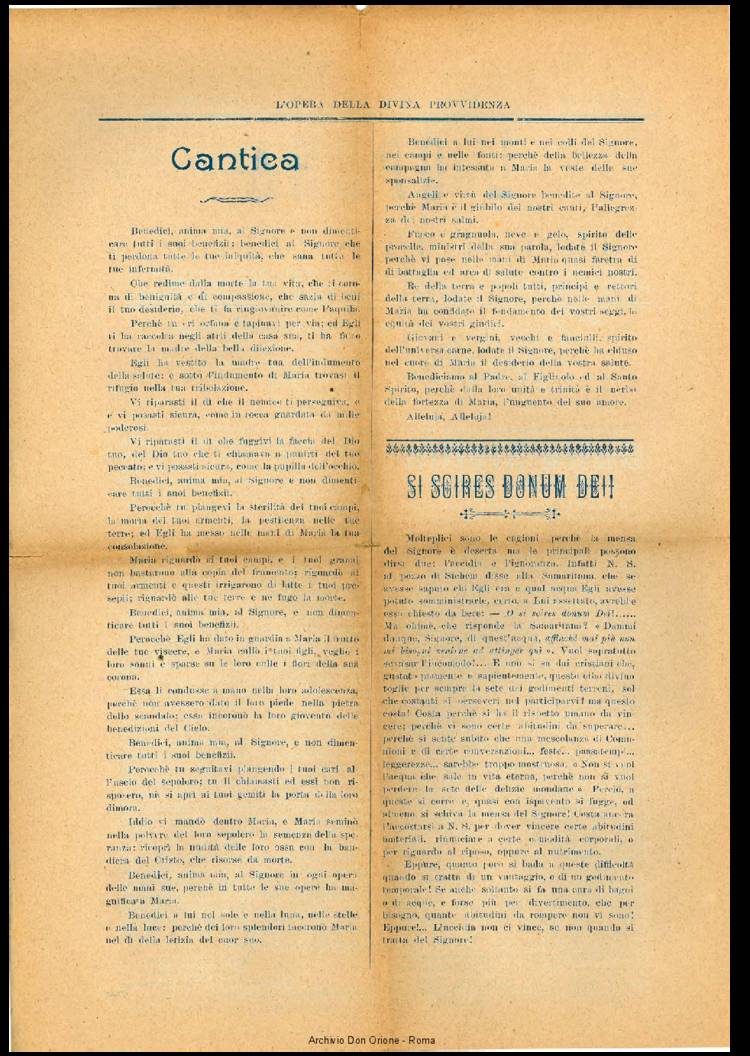 L'OPERA DELLA DIVINA PROVVIDENZA
Cantica
Benedici, anima mia, al Signore e non dimenti-
care tutti i suoi benefizii; benedici al Signore che
ti perdona tutte le tue iniquità, che sana tutte le
tue infermità.
Che redime dalla morte la tua vita, che ti coro-
na di benignità e di compassione, che sazia di beni
il tuo desiderio, che ti fa ringiovanire come l'aquila.
Perchè tu eri orfana e tapinavi per via; ed Egli
ti ha raccolta negli atrii della casa sua, ti ha fatto
trovare la madre della bella dilezione.
Egli ha vestito la madre tua dell'indumento
della salute; e sotto l'indumento di Maria trovasti il
rifugio nella tua tribolazione.
Vi riparasti il dì che il nemico ti perseguiva, e
e vi posasti sicura, come in rocca guardata da mille
poderosi.
Vi riparasti il dì che fuggivi la faccia del Dio
tuo, del Dio tuo che ti chiamava a punirti del tuo
peccato; e vi posasti sicura, come la pupilla dell'occhio.
Benedici, anima mia, al Signore e non dimenti-
care tutti i suoi benefizii.
Perocchè tu plangevi la sterilità dei tuoi campi,
la moria dei tuoi armenti, la pestilenza nelle tue
terre; ed Egli ha messo nelle mani di Maria la tua
consolazione.
Maria riguardò ai tuoi campi, e i tuoi granai
non bastarono alla copia del frumento; riguardò ai
tuoi armenti e questi irrigarono di latte i tuoi pre-
sepii; riguardò alle tue terre e ne fugò la morte.
Benedici, anima mia, al Signore, e non dimen-
ticare tutti i suoi benefizii.
Perocchè Egli ha dato in guardia a Maria il frutto
delle tue viscere, e Maria cullò i tuoi figli, vegliò i
loro sonni e sparse su le loro culle i fiori della sua
corona.
Essa li condusse a mano nella loro adolescenza,
perchè non avessero dato il loro piede nella pietra
dello scandalo; essa incoronò la loro gioventù delle
benedizioni del Cielo.
Benedici, anima mia, al Signore, e non dimen-
ticare tutti i suoi benefizii.
Perocchè tu seguitavi plangendo i tuoi cari al-
l'uscio del sepolcro; tu li chiamasti ed essi non ri-
sposero, nè si aprì ai tuoi gemiti la porta della loro
dimora.
Iddio vi mandò dentro Maria, e Maria seminò
nella polvere del loro sepolcro la semenza della spe-
ranza; ricoprì la nudità delle loro ossa con la ban-
diera del Cristo, che risorse da morte.
Benedici, anima mia, al Signore in ogni opera
delle mani sue, perchè in tutte le sue opere ha ma-
gnificata Maria.
Benedici a lui nel sole e nella luna, nelle stelle
e nella luce; perchè dei loro splendori incoronò Maria
nel dì della letizia del cuor suo.
Benedici a lui nei monti e nei colli del Signore,
nei campi e nelle fonti; perchè della bellezza della
campagna ha intessuto a Maria la veste delle sue
sponsalizie.
Angeli e virtù del Signore benedite al Signore,
perchè Maria è il giubilo dei nostri canti, l'allegrez-
za dei nostri salmi.
Fuoco e gragnuola, neve e gelo, spirito delle
procelle, ministri della sua parola, lodate il Signore
perchè vi pose nelle mani di Maria quasi faretra di
di battaglia ed arco di salute contro i nemici nostri.
Re della terra e popoli tutti, principi e rettori
della terra, lodate il Signore, perchè nelle mani di
Maria ha confidato il fondamento dei vostri seggi, la
equità dei vostri giudici.
Giovani e vergini, vecchi e fanciulli, spirito
dell'universa carne, lodate il Signore, perchè ha chiuso
nel cuore di Maria il desiderio della vostra salute.
Benediciamo al Padre, al Figliuolo ed al Santo
Spirito, perchè dalla loro unità e trinità è il nerbo
della fortezza di Maria, l'unguento del suo amore.
Alleluja, Alleluja!
SI SCIRES DONUM DEI!
Molteplici sono le cagioni perchè la mensa
del Signore è deserta ma le principali possono
dirsi due: l'accidia e l'ignoranza. Infatti N. S.
al pozzo di Sichem disse alla Samaritana, che se
avesse saputo chi Egli era e qual acqua Egli avesse
potuto somministrarle, certo, a Lui assetato, avrebbe
esso chiesto da bere: — O si scires donum Dei!......
Ma ohimè, che risponde la Samaritana? « Dammi
dunque, Signore, di quest'acqua, affinchè mai più non
mi bisogni venirne ad attinger qui ». Vuol sopratutto
scansar l'incomodo!.... E non si sa dai cristiani che,
gustato piamente e sapientemente, questo cibo divino
toglie per sempre la sete dei godimenti terreni, sol
che costanti si perseveri nel parteciparvi! ma questo
costa! Costa perchè si ha il rispetto umano da vin-
cere; perchè vi sono certe abitudini da superare...
perchè si sente subito che una mescolanza di Comu-
nioni e di certe conversazioni... feste... passatempi...
leggerezze... sarebbe troppo mostruosa. « Non si vuol
l'acqua che sale in vita eterna, perchè non si vuol
perdere la sete delle delizie mondane » Perciò, a
queste si corre e, quasi con ispavento si fugge, od
almeno si schiva la mensa del Signore! Costa ancora
l'accostarsi a N. S. per dover vincere certe abitudini
materiali, rinunciare a certe comodità corporali, o
per riguardo al riposo, oppure al nutrimento.
Eppure, quanto poco si bada a queste difficoltà
quando si tratta di un vantaggio, o di un godimento
temporale! Se anche soltanto si fa una cura di bagni
o di acque, e forse più per divertimento, che per
bisogno, quante abitudini da rompere non vi sono!
Eppure!... L'inedia non ci vince, se non quando si
tratta del Signore!
Archivio Don Orione - Roma